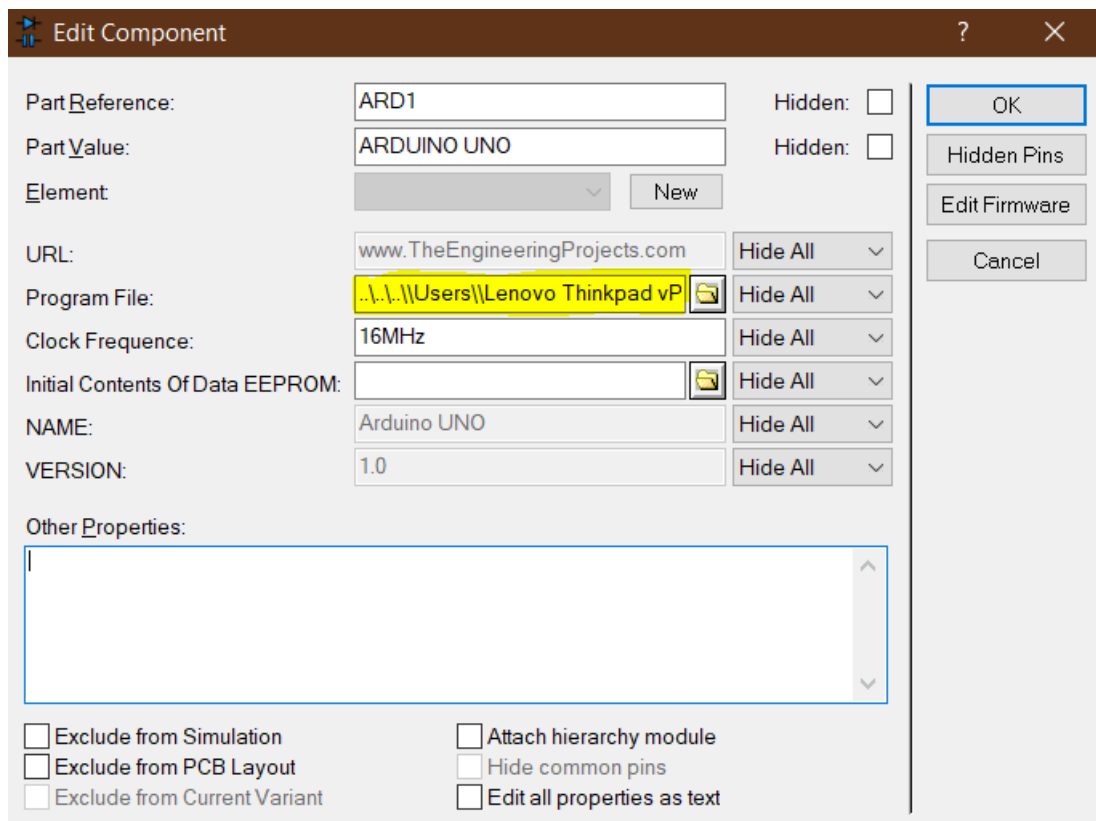 Edit Component ?
Part Reference: ARD1 Hidden: OK
Part Value: ARDUINO UNO Hidden: Hidden Pins
Element: New Edit Firmware
URL: www.TheEngineeringProjects.com Hide All Cancel
Program File: ..\..\..\\Users\\Lenovo Thinkpad vP Hide All
Clock Frequence: 16MHz Hide All
Initial Contents Of Data EEPROM: Hide All
NAME: Arduino UNO Hide All
VERSION: 1.0 Hide All
Other Properties:
Exclude from Simulation Attach hierarchy module
Exclude from PCB Layout Hide common pins
Exclude from Current Variant Edit all properties as text